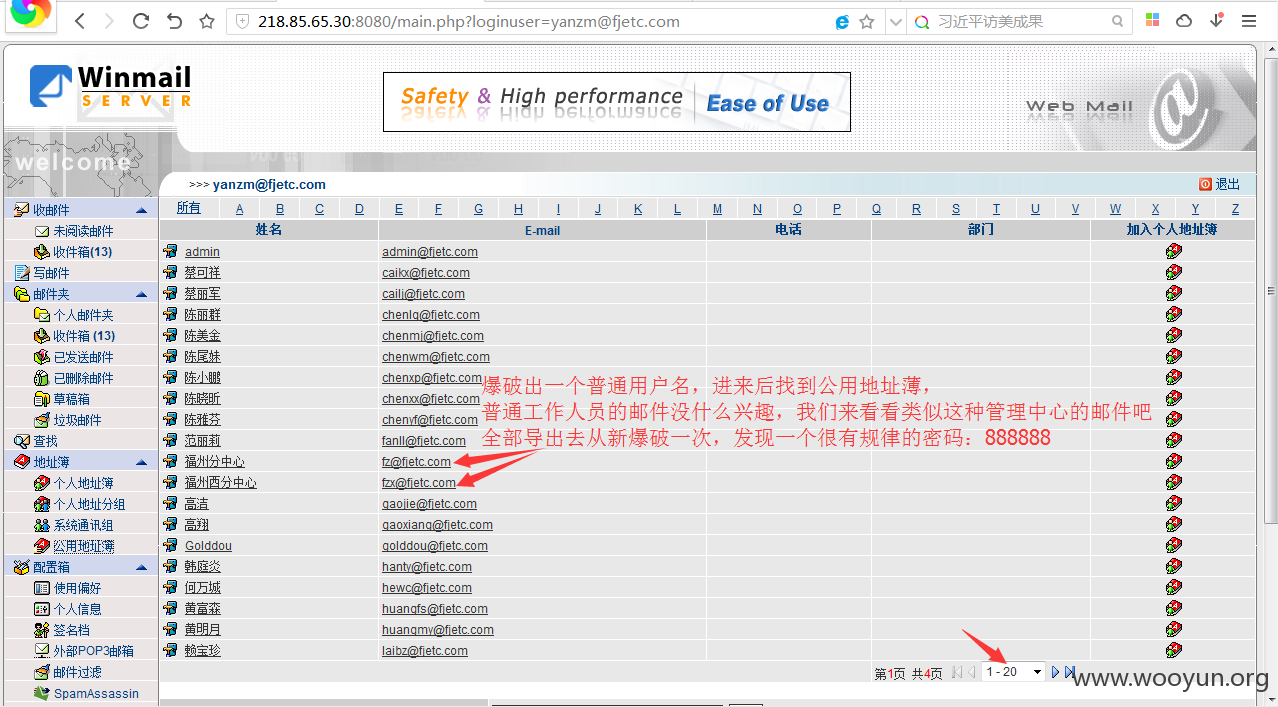 218.85.65.30:8080/main.php?loginuser=yanzm@fjetc.com
习近平访美成果
Winmail
SERVER
Safety & High performance
Ease of Use
Web Mail
welcome
>>> yanzm@fjetc.com
退出
收邮件
未阅读邮件
收件箱(13)
写邮件
邮件夹
个人邮件夹
收件箱 (13)
已发送邮件
已删除邮件
草稿箱
垃圾邮件
查找
地址簿
个人地址簿
个人地址分组
系统通讯组
公用地址簿
配置箱
使用偏好
个人信息
签名档
外部POP3邮箱
邮件过滤
SpamAssassin
所有 A B C D E F G H I J K L M N O P Q R S T U V W X Y Z
姓名 E-mail 电话 部门 加入个人地址簿
admin admin@fjetc.com
蔡可祥 caikx@fjetc.com
蔡丽军 cailj@fjetc.com
陈丽群 chenlq@fjetc.com
陈美金 chenmj@fjetc.com
陈尾妹 chenwm@fjetc.com
陈小鹏 chenxp@fjetc.com
陈晓昕 chenxx@fjetc.com
陈雅芬 chenyf@fjetc.com
范丽莉 fanll@fjetc.com
福州分中心 fz@fjetc.com
福州西分中心 fzx@fjetc.com
高洁 gaojie@fjetc.com
高翔 gaoxiang@fjetc.com
Golddou golddou@fjetc.com
韩庭炎 hanty@fjetc.com
何万城 hewc@fjetc.com
黄富森 huangfs@fjetc.com
黄明月 huangmy@fjetc.com
赖宝珍 laibz@fjetc.com
爆破出一个普通用户名，进来后找到公用地址薄，
普通工作人员的邮件没什么兴趣，我们来看看类似这种管理中心的邮件吧
全部导出去从新爆破一次，发现一个很有规律的密码：888888
第1页 共4页 1 - 20
www.wooyun.org